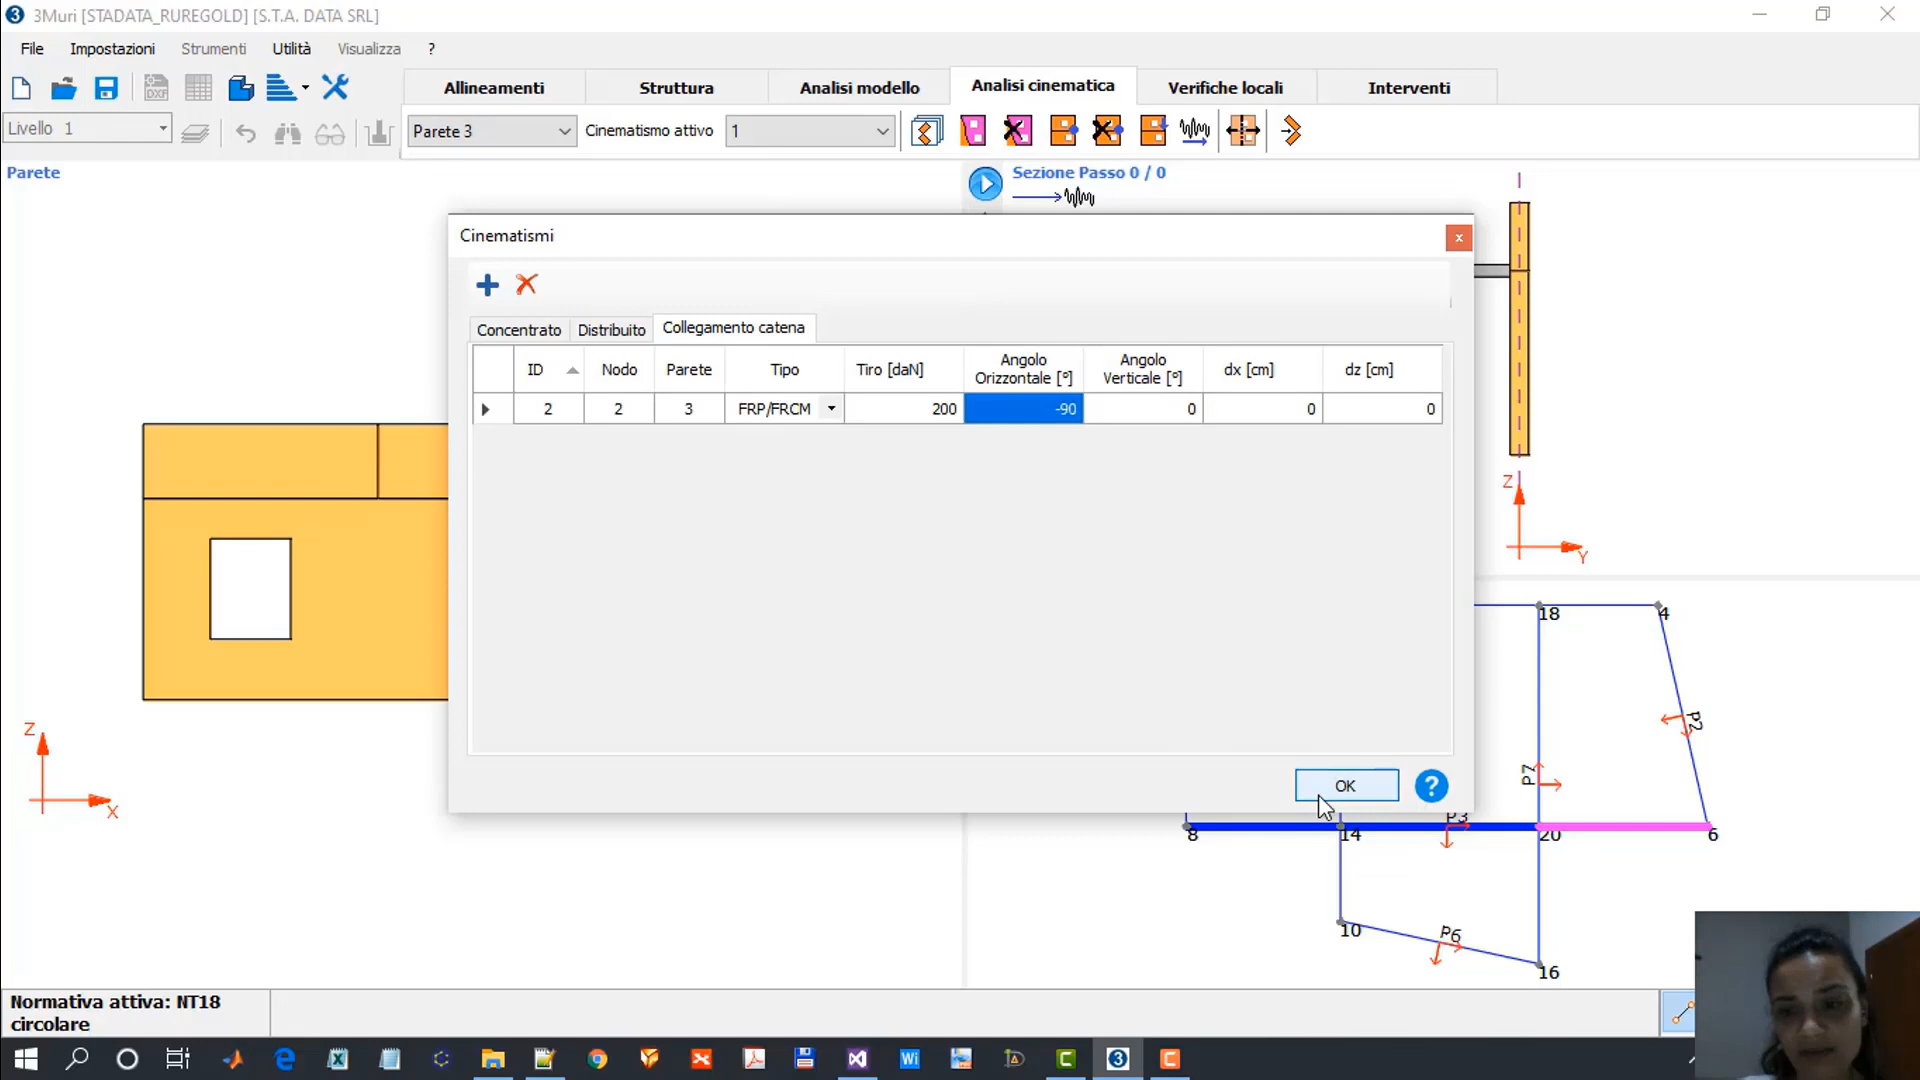 3Muri [STADATA_RUREGOLD] [S.T.A. DATA SRL]
File Impostazioni Strumenti Utilità Visualizza ?
DXF
Allineamenti Struttura Analisi modello Analisi cinematica Verifiche locali Interventi
Livello 1
Parete 3 Cinematismo attivo 1
Parete
Sezione Passo 0 / 0
Cinematismi
Concentrato Distribuito Collegamento catena
ID Nodo Parete Tipo Tiro [daN] Angolo Orizzontale [°] Angolo Verticale [°] dx [cm] dz [cm]
2 2 3 FRP/FRCM 200 -90 0 0 0
OK ?
Z
X
Z
Y
18
4
P2
P7
P3
8
14
20
6
10
P6
16
Normativa attiva: NT18
circolare
Wi
3
C
C